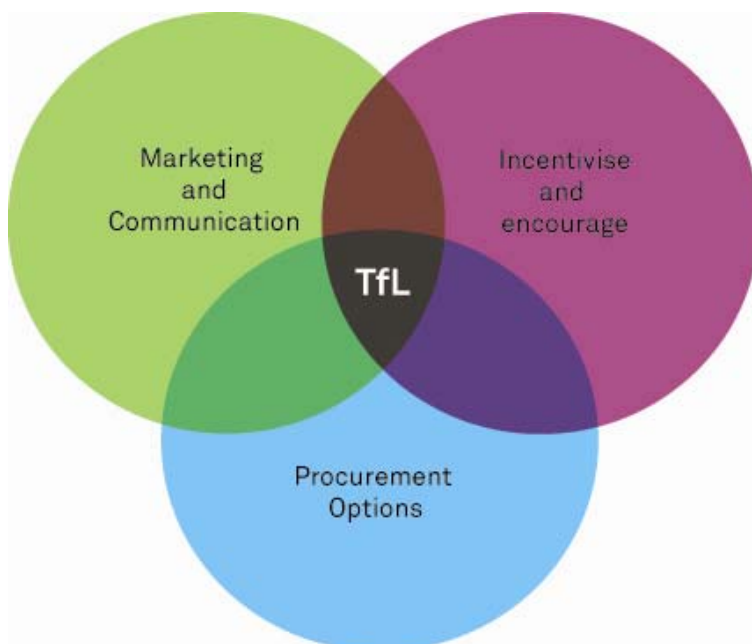 Marketing
and
Communication
Incentivise
and
encourage
TfL
Procurement
Options